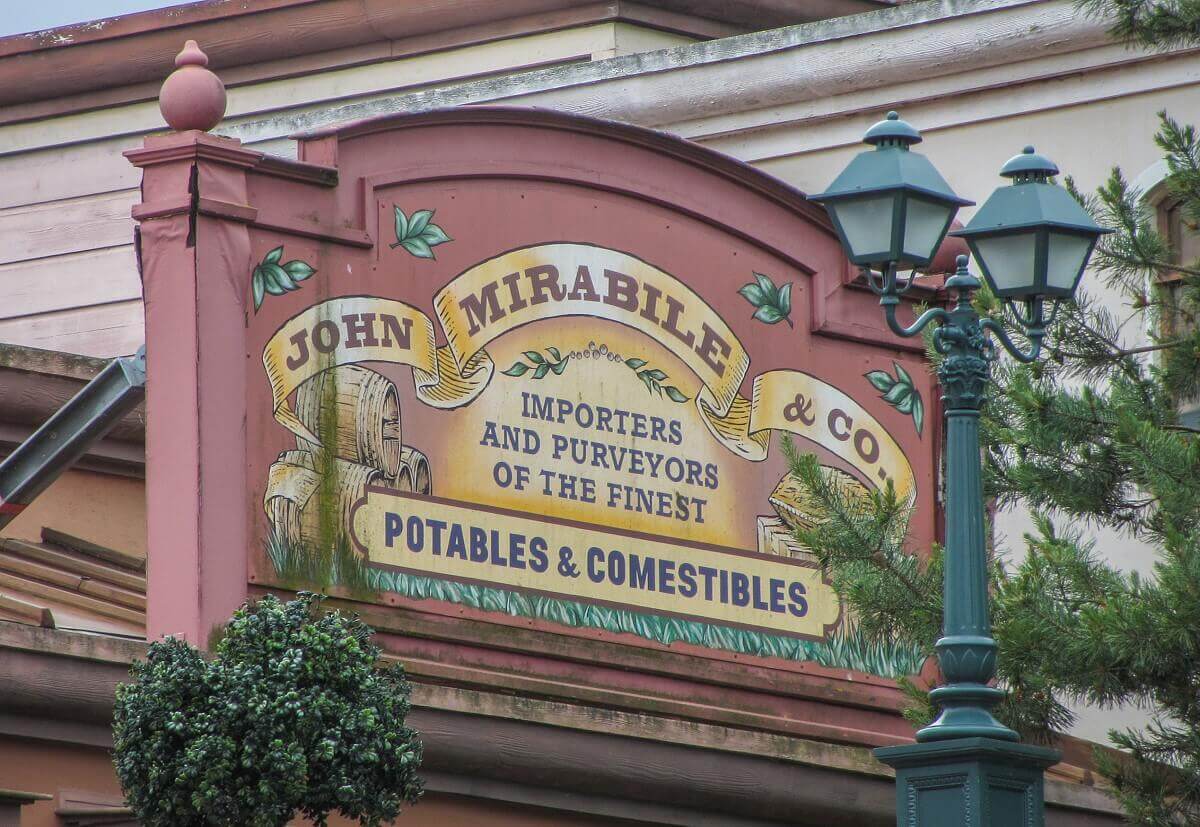 JOHN MIRABILE & CO.
IMPORTERS
AND PURVEYORS
OF THE FINEST
POTABLES & COMESTIBLES